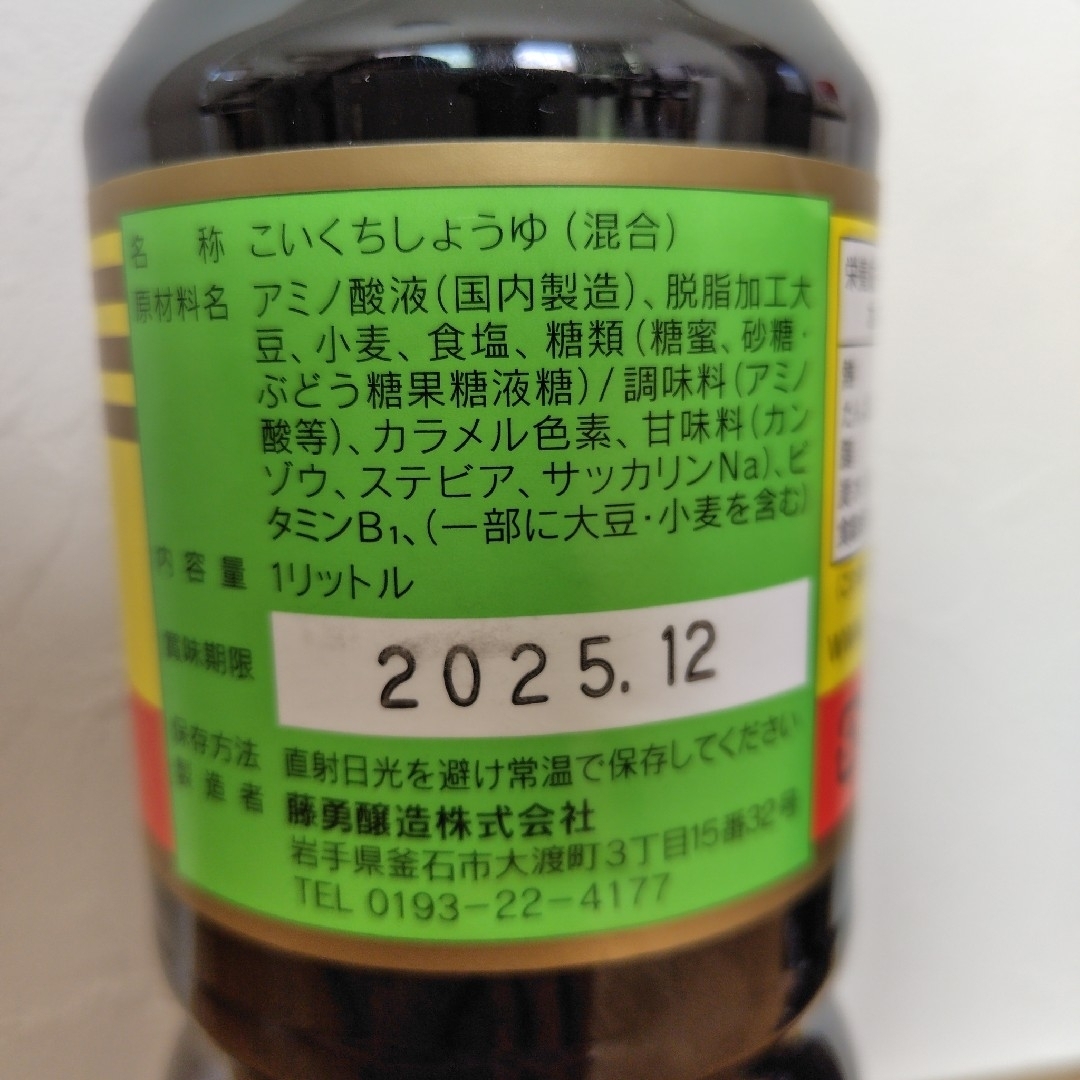 名 称 こいくちしょうゆ(混合)
原材料名 アミノ酸液(国内製造)、脱脂加工大
豆、小麦、食塩、糖類(糖蜜、砂糖・
ぶどう糖果糖液糖)/調味料(アミノ
酸等)、カラメル色素、甘味料(カン
ゾウ、ステビア、サッカリンNa)、ビ
タミンB₁、(一部に大豆・小麦を含む)
内 容 量 1リットル
賞味期限 2025.12
保存方法 直射日光を避け常温で保存してください
製 造 者 藤勇醸造株式会社
岩手県釜石市大渡町3丁目15番32号
TEL 0193-22-4177